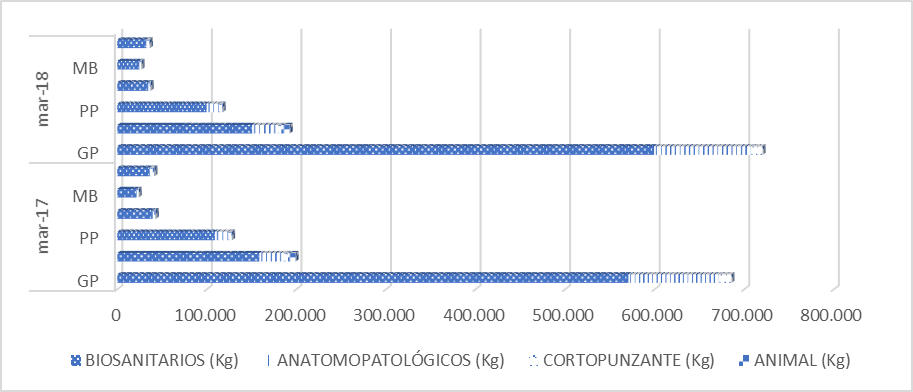 mar-18
MB
PP
GP
mar-17
MB
PP
GP
0 100.000 200.000 300.000 400.000 500.000 600.000 700.000 800.000
BIOSANITARIOS (Kg) ANATOMOPATOLÓGICOS (Kg) CORTOPUNZANTE (Kg) ANIMAL (Kg)